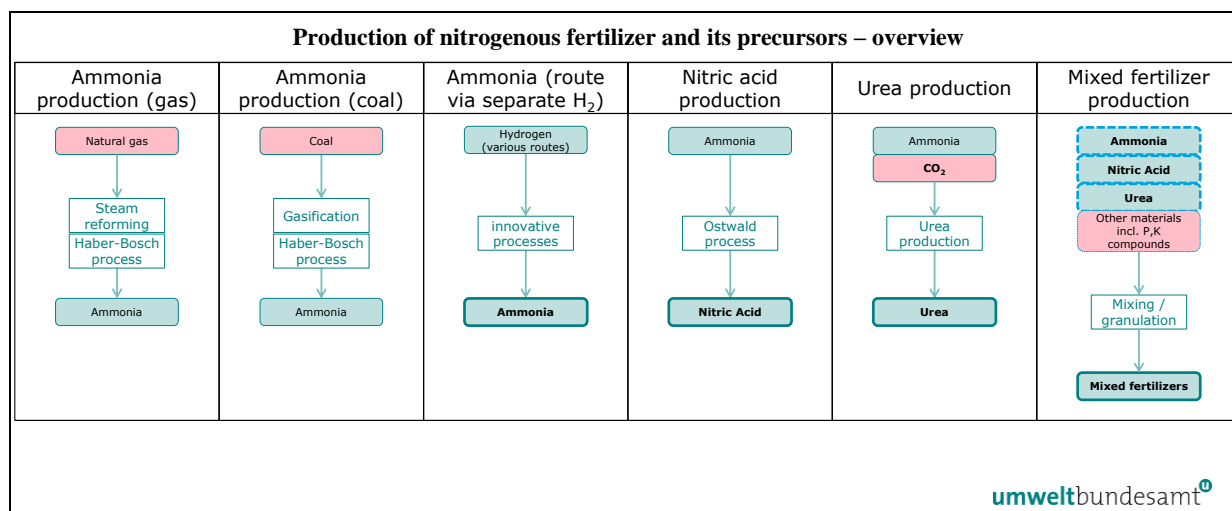 Production of nitrogenous fertilizer and its precursors – overview
Ammonia
production (gas)
Natural gas
Steam
reforming
Haber-Bosch
process
Ammonia
Ammonia
production (coal)
Coal
Gasification
Haber-Bosch
process
Ammonia
Ammonia (route
via separate H₂)
Hydrogen
(various routes)
innovative
processes
Ammonia
Nitric acid
production
Ammonia
Ostwald
process
Nitric Acid
Urea production
Ammonia
CO₂
Urea
production
Urea
Mixed fertilizer
production
Ammonia
Nitric Acid
Urea
Other materials
incl. P,K
compounds
Mixing /
granulation
Mixed fertilizers
umweltbundesamt
u